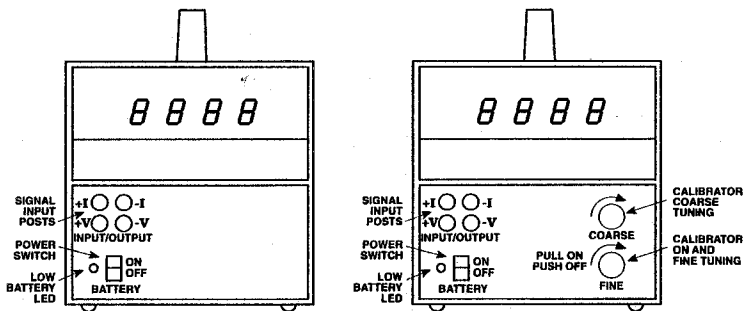 8888
SIGNAL
INPUT
POSTS
+I -I
+V -V
INPUT/OUTPUT
POWER
SWITCH
ON
OFF
LOW
BATTERY
LED
BATTERY
8888
SIGNAL
INPUT
POSTS
+I -I
+V -V
INPUT/OUTPUT
POWER
SWITCH
ON
OFF
LOW
BATTERY
LED
BATTERY
COARSE
CALIBRATOR
COARSE
TUNING
PULL ON
PUSH OFF
FINE
CALIBRATOR
ON AND
FINE TUNING